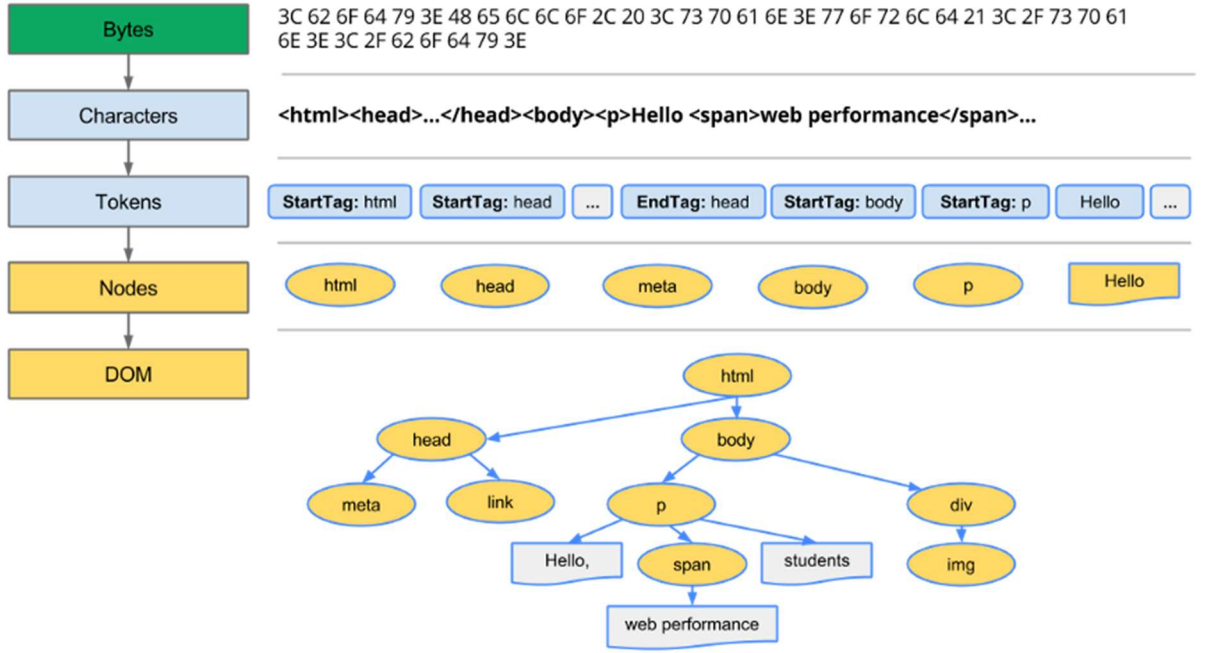 Bytes
3C 62 6F 64 79 3E 48 65 6C 6C 6F 2C 20 3C 73 70 61 6E 3E 77 6F 72 6C 64 21 3C 2F 73 70 61
6E 3E 3C 2F 62 6F 64 79 3E
Characters
<html><head>...</head><body><p>Hello <span>web performance</span>...
Tokens
StartTag: html
StartTag: head
...
EndTag: head
StartTag: body
StartTag: p
Hello
...
Nodes
html
head
meta
body
p
Hello
DOM
html
head
body
meta
link
p
div
Hello,
span
students
img
web performance